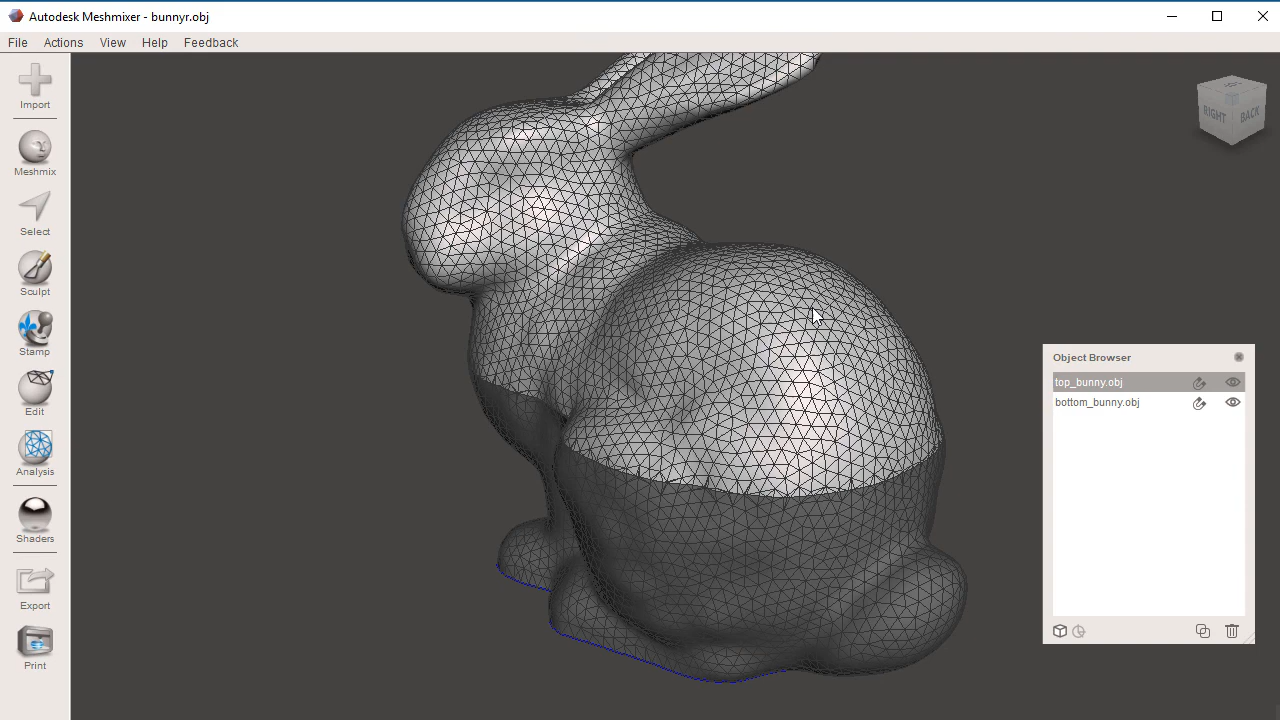 Autodesk Meshmixer - bunnyr.obj
File Actions View Help Feedback
Import
Meshmix
Select
Sculpt
Stamp
Edit
Analysis
Shaders
Export
Print
RIGHT BACK
Object Browser
top_bunny.obj
bottom_bunny.obj